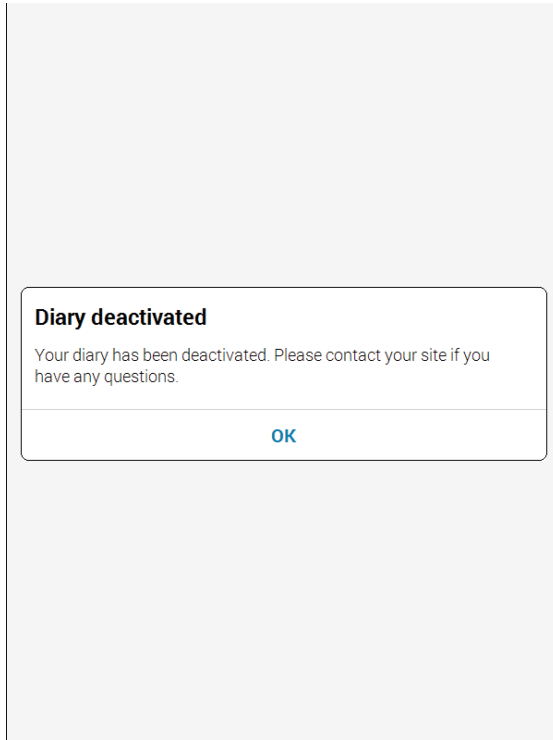 Diary deactivated
Your diary has been deactivated. Please contact your site if you
have any questions.
OK